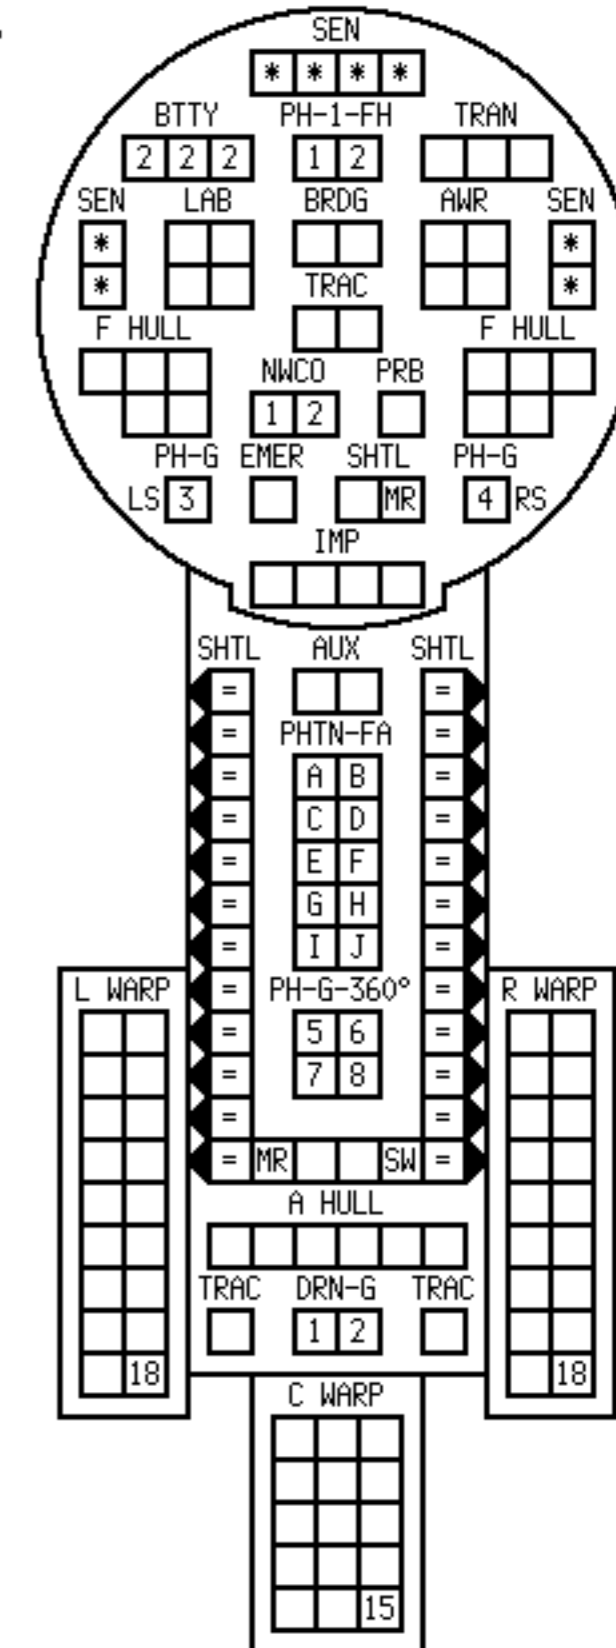 SEN
* * * *
BTTY PH-1-FH TRAN
2 2 2 1 2
SEN LAB BRDG AWR SEN
* *
* *
TRAC
F HULL F HULL
NWCO PRB
1 2
PH-G EMER SHTL PH-G
LS 3 MR 4 RS
IMP
SHTL AUX SHTL
= =
PHTN-FA
= =
= A B =
= C D =
= E F =
= G H =
= I J =
L WARP = PH-G-360° = R WARP
= 5 6 =
= 7 8 =
= =
= MR SW =
A HULL
TRAC DRN-G TRAC
1 2
18 18
C WARP
15